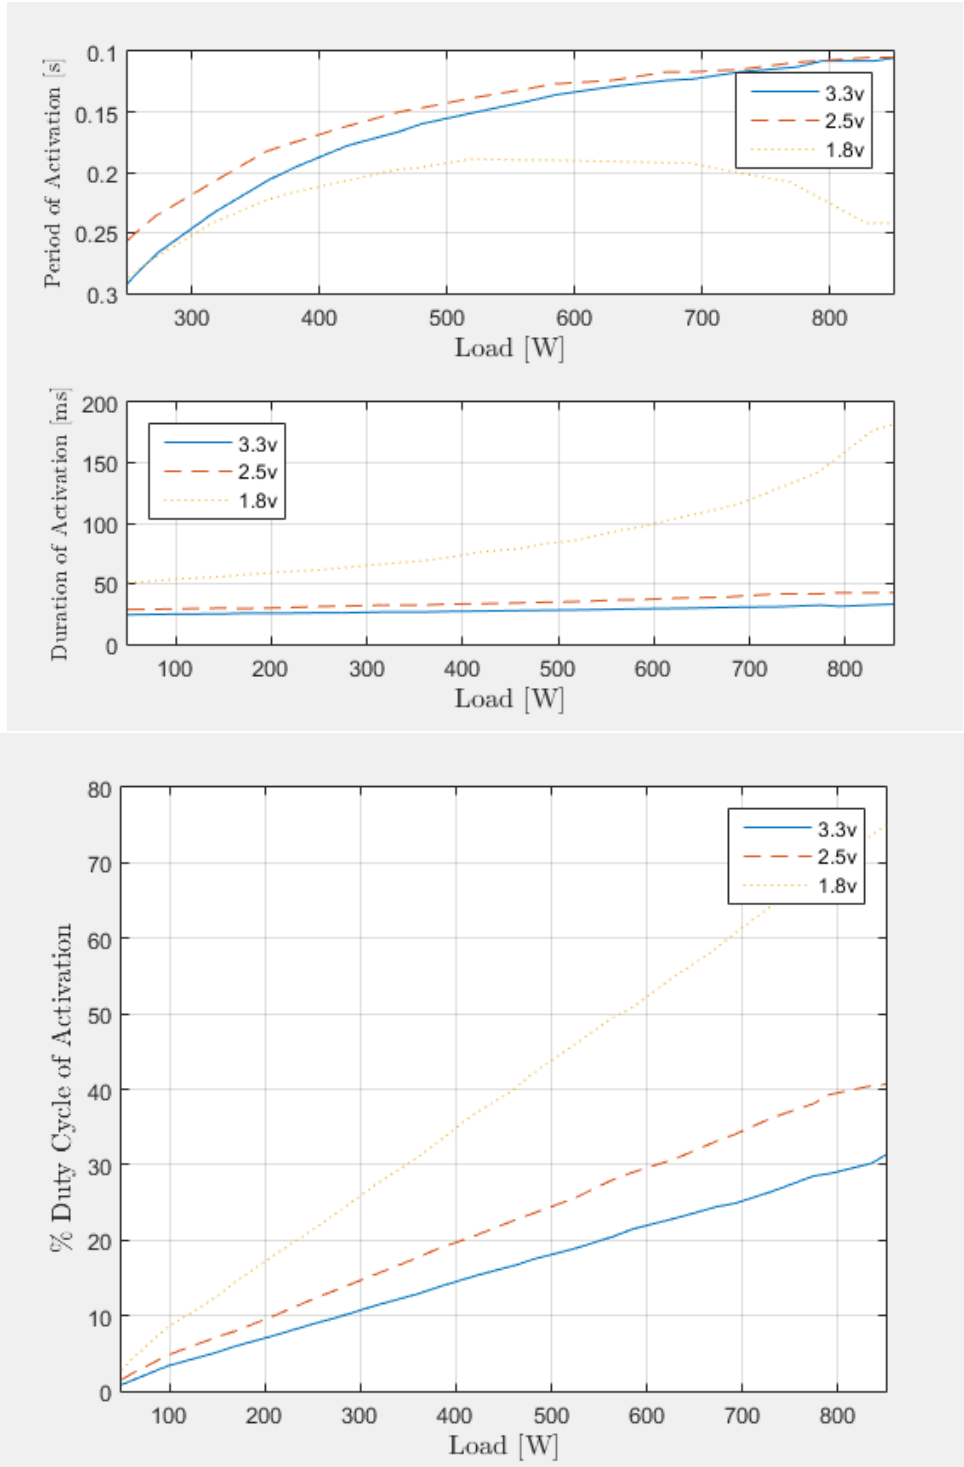 Period of Activation [s]
0.1
0.15
0.2
0.25
0.3
3.3v
2.5v
1.8v
300 400 500 600 700 800
Load [W]
Duration of Activation [ms]
200
150
100
50
0
3.3v
2.5v
1.8v
100 200 300 400 500 600 700 800
Load [W]
% Duty Cycle of Activation
80
70
60
50
40
30
20
10
0
3.3v
2.5v
1.8v
100 200 300 400 500 600 700 800
Load [W]